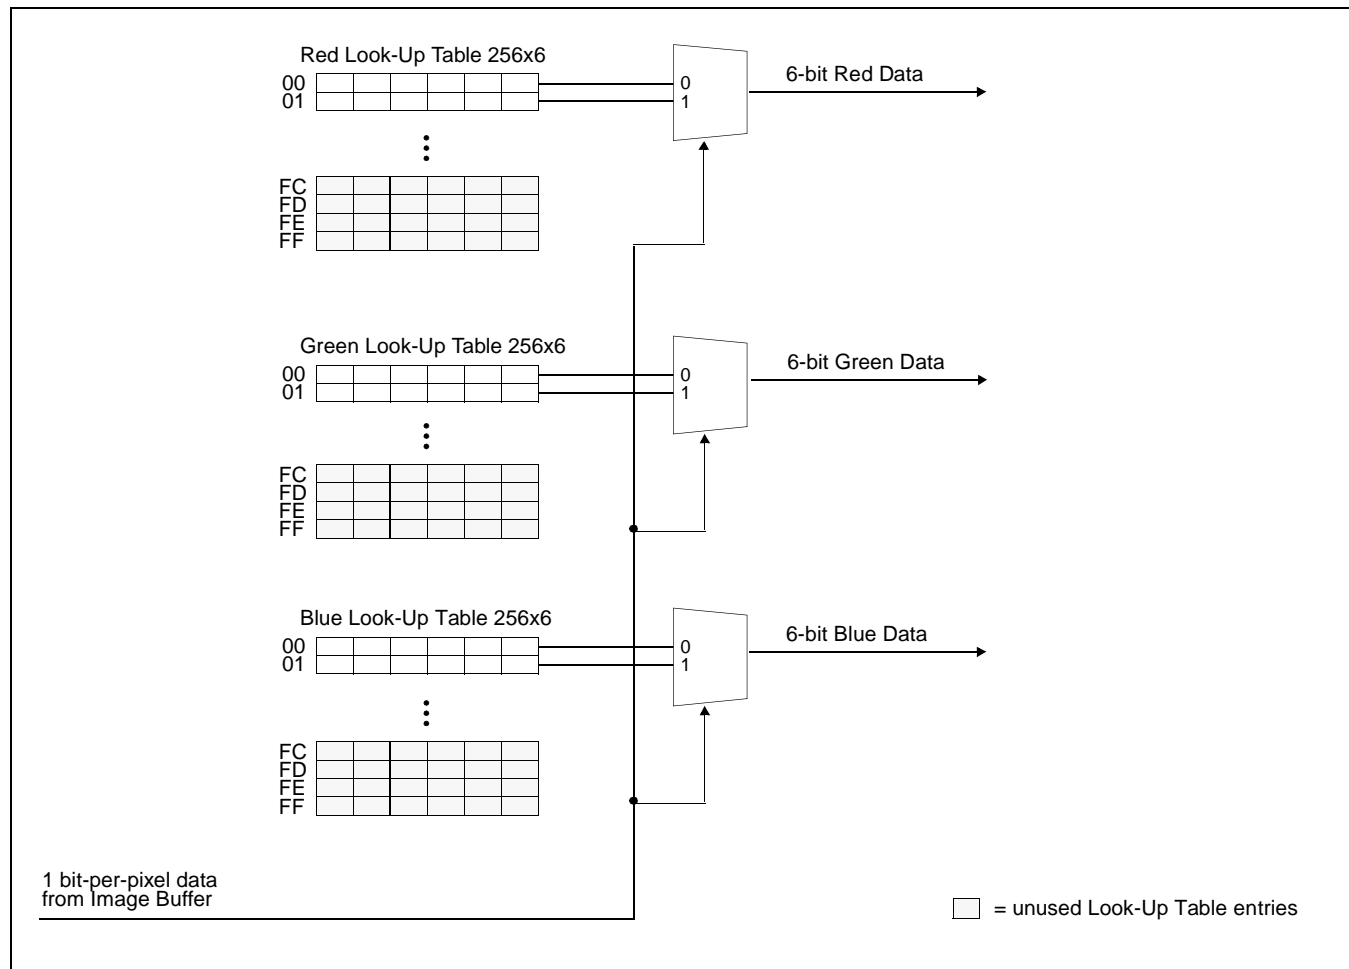 Red Look-Up Table 256x6
00
01
0
1
6-bit Red Data
FC
FD
FE
FF
Green Look-Up Table 256x6
00
01
0
1
6-bit Green Data
FC
FD
FE
FF
Blue Look-Up Table 256x6
00
01
0
1
6-bit Blue Data
FC
FD
FE
FF
1 bit-per-pixel data
from Image Buffer
= unused Look-Up Table entries